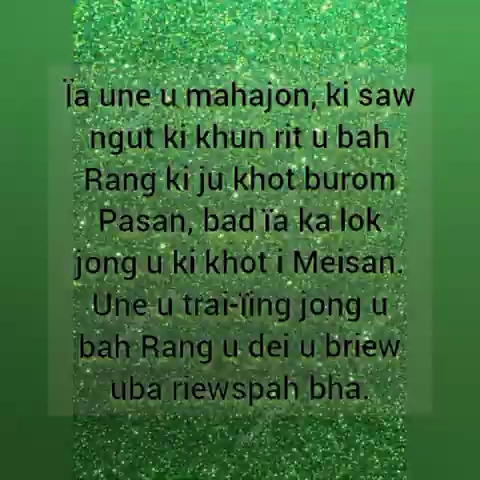 Ïa une u mahajon, ki saw
ngut ki khun rit u bah
Rang ki ju khot burom
Pasan, bad ïa ka lok
jong u ki khot i Meisan.
Une u trai-ïing jong u
bah Rang u dei u briew
uba riewspah bha.